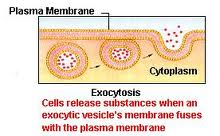 Plasma Membrane
Cytoplasm
Exocytosis
Cells release substances when an
exocytic vesicle's membrane fuses
with the plasma membrane